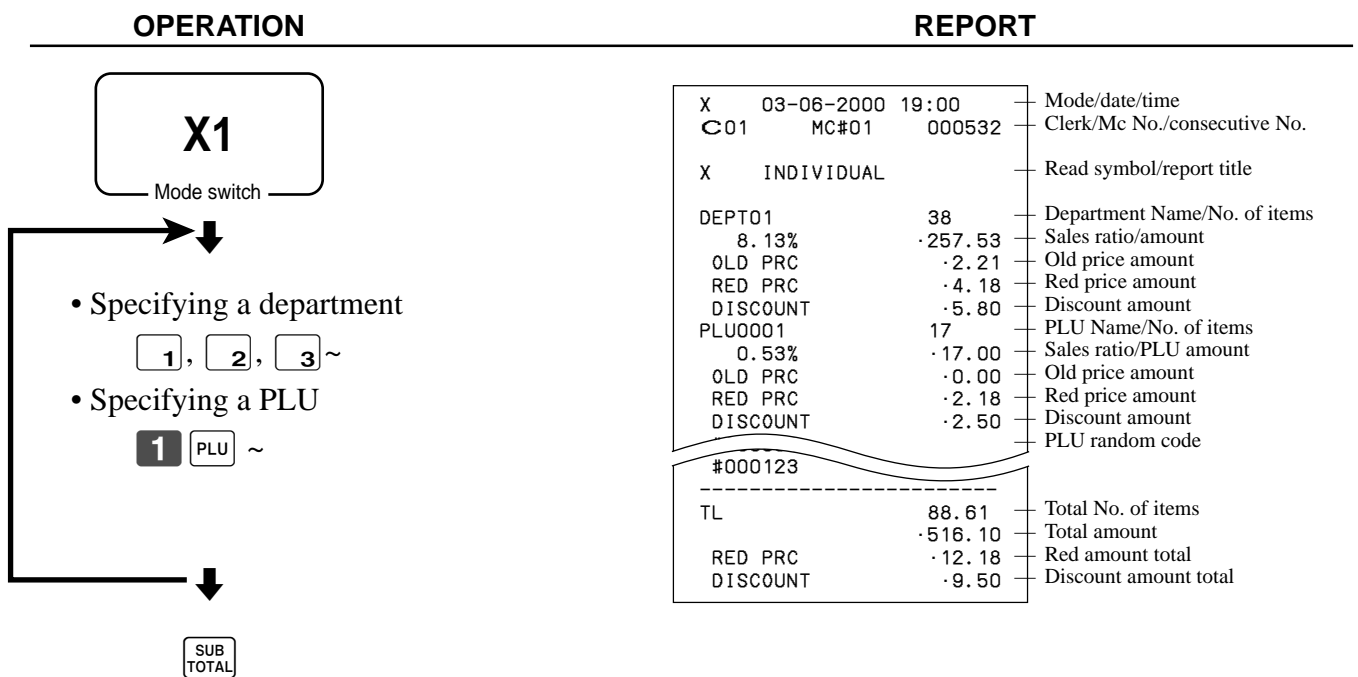 OPERATION
REPORT
X1
Mode switch
• Specifying a department
1, 2, 3~
• Specifying a PLU
1 PLU ~
SUB
TOTAL
X 03-06-2000 19:00 Mode/date/time
C01 MC#01 000532 Clerk/Mc No./consecutive No.
X INDIVIDUAL Read symbol/report title
DEPT01 38 Department Name/No. of items
8.13% ·257.53 Sales ratio/amount
OLD PRC ·2.21 Old price amount
RED PRC ·4.18 Red price amount
DISCOUNT ·5.80 Discount amount
PLU0001 17 PLU Name/No. of items
0.53% ·17.00 Sales ratio/PLU amount
OLD PRC ·0.00 Old price amount
RED PRC ·2.18 Red price amount
DISCOUNT ·2.50 Discount amount
PLU random code
#000123
TL 88.61 Total No. of items
·516.10 Total amount
RED PRC ·12.18 Red amount total
DISCOUNT ·9.50 Discount amount total